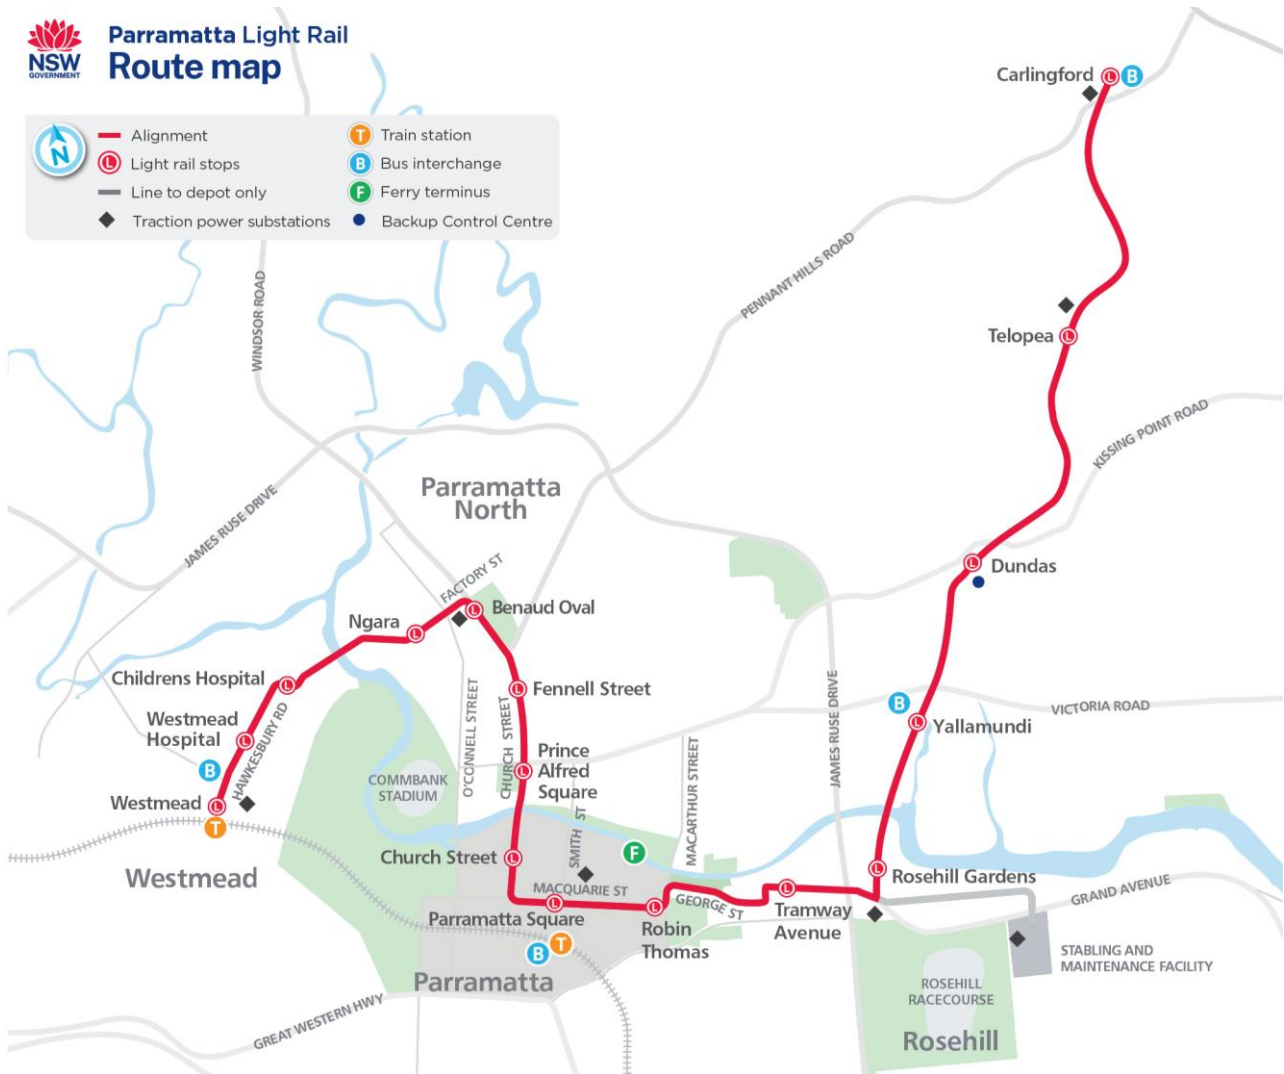 NSW
GOVERNMENT
Parramatta Light Rail
Route map
N
Alignment
L Light rail stops
Line to depot only
Traction power substations
T Train station
B Bus interchange
F Ferry terminus
Backup Control Centre
Carlingford
L
B
WINDSOR ROAD
PENNANT HILLS ROAD
Telopea
L
KISSING POINT ROAD
JAMES RUSE DRIVE
Parramatta
North
FACTORY ST
L
Dundas
L
Benaud Oval
Ngara
L
Childrens Hospital
L
L
Fennell Street
O'CONNELL STREET
CHURCH STREET
JAMES RUSE DRIVE
VICTORIA ROAD
B
L
Yallamundi
Westmead
Hospital
L
HAWKESBURY RD
B
L
Prince
Alfred
Square
COMMBANK
STADIUM
MACARTHUR STREET
SMITH ST
Westmead
L
T
Church Street
L
F
Westmead
MACQUARIE ST
L
Rosehill Gardens
GRAND AVENUE
L
Parramatta Square
L
Robin
Thomas
GEORGE ST
L
Tramway
Avenue
B
T
Parramatta
STABLING AND
MAINTENANCE FACILITY
ROSEHILL
RACECOURSE
Rosehill
GREAT WESTERN HWY